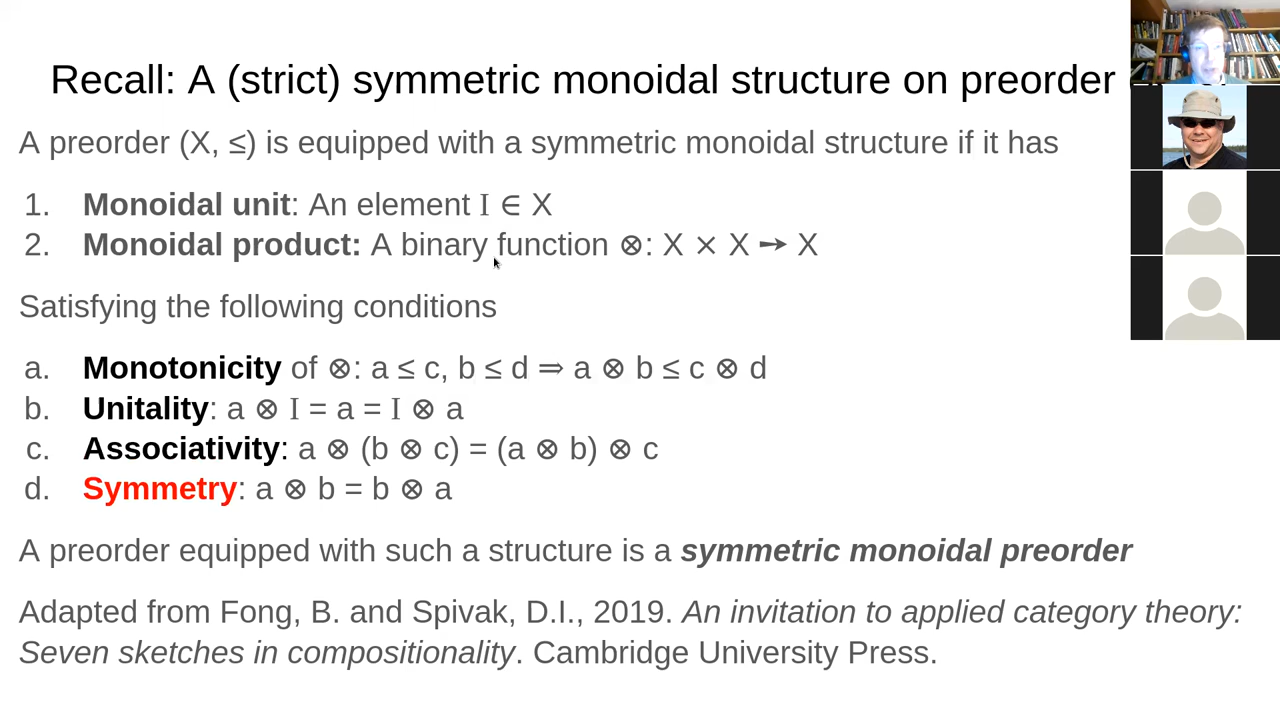 Recall: A (strict) symmetric monoidal structure on preorder
A preorder (X, ≤) is equipped with a symmetric monoidal structure if it has
1. Monoidal unit: An element I ∈ X
2. Monoidal product: A binary function ⊗: X × X ➙ X
Satisfying the following conditions
a. Monotonicity of ⊗: a ≤ c, b ≤ d ⇒ a ⊗ b ≤ c ⊗ d
b. Unitality: a ⊗ I = a = I ⊗ a
c. Associativity: a ⊗ (b ⊗ c) = (a ⊗ b) ⊗ c
d. Symmetry: a ⊗ b = b ⊗ a
A preorder equipped with such a structure is a symmetric monoidal preorder
Adapted from Fong, B. and Spivak, D.I., 2019. An invitation to applied category theory:
Seven sketches in compositionality. Cambridge University Press.